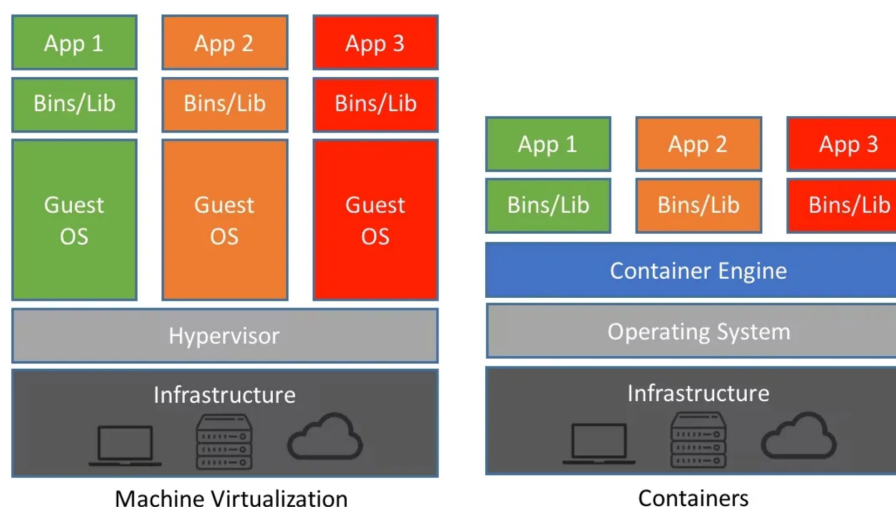 App 1
App 2
App 3
Bins/Lib
Bins/Lib
Bins/Lib
Guest
OS
Guest
OS
Guest
OS
Hypervisor
Infrastructure
Machine Virtualization
App 1
App 2
App 3
Bins/Lib
Bins/Lib
Bins/Lib
Container Engine
Operating System
Infrastructure
Containers